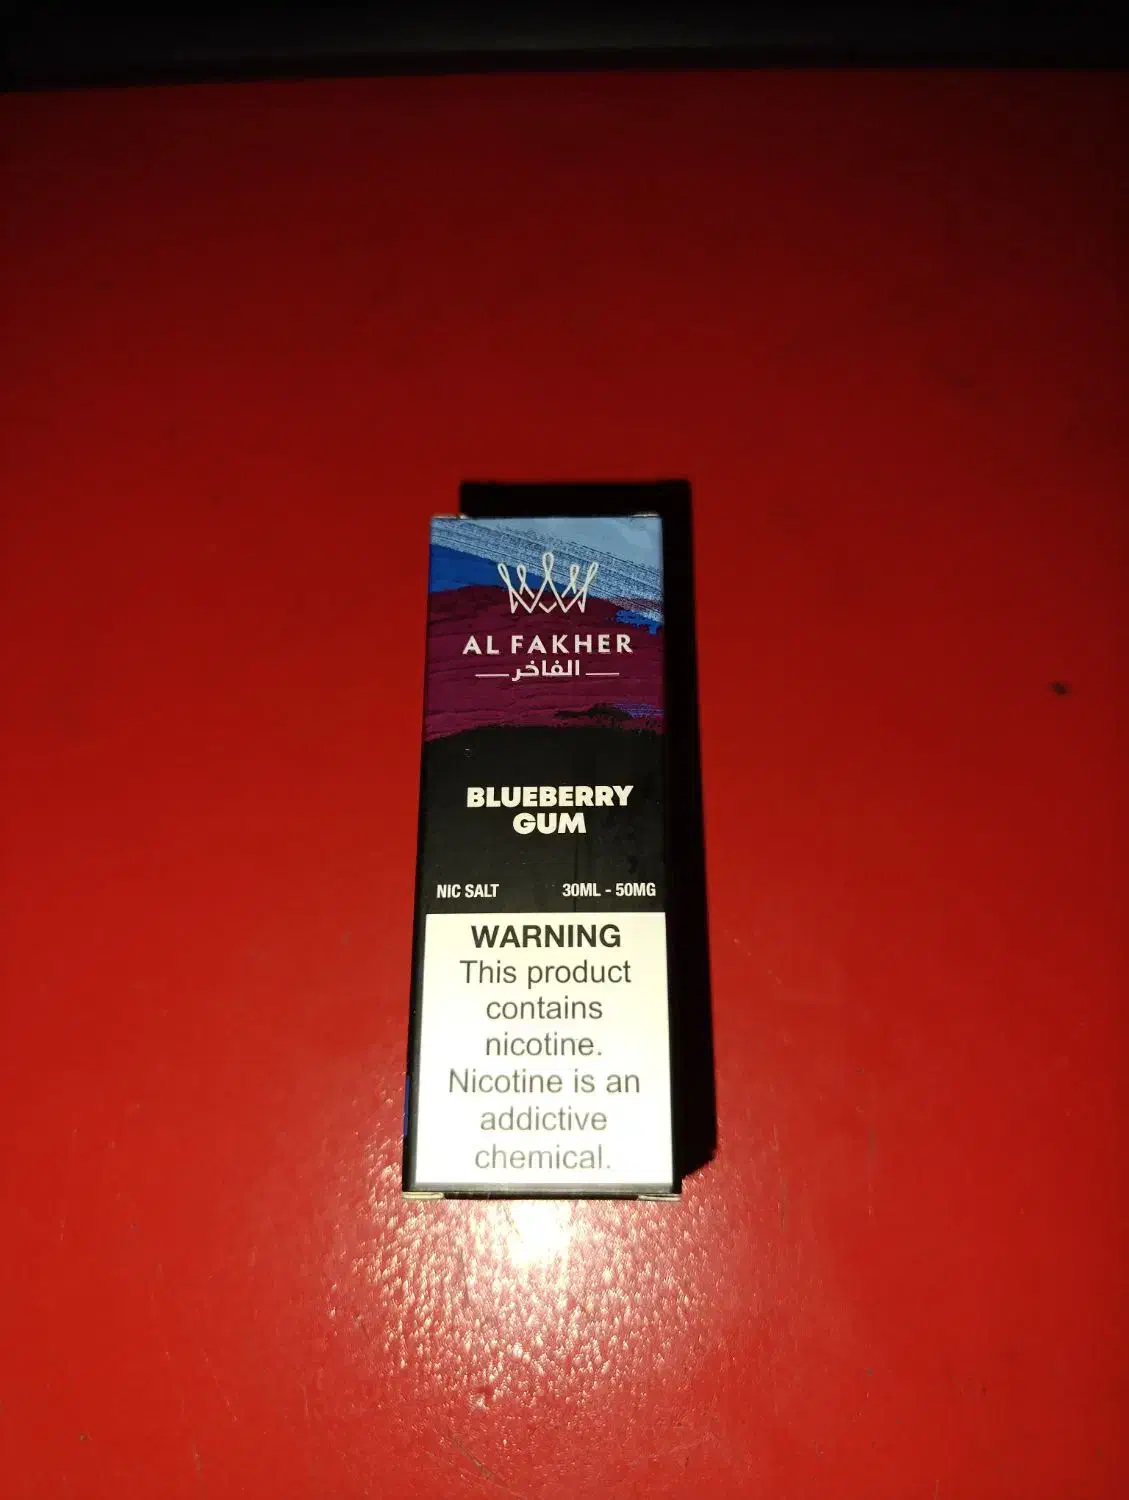 AL FAKHER
الفاخر
BLUEBERRY
GUM
NIC SALT 30ML - 50MG
WARNING
This product
contains
nicotine.
Nicotine is an
addictive
chemical.